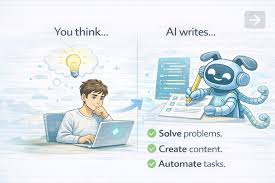 You think...
AI writes...
Solve problems.
Create content.
Automate tasks.